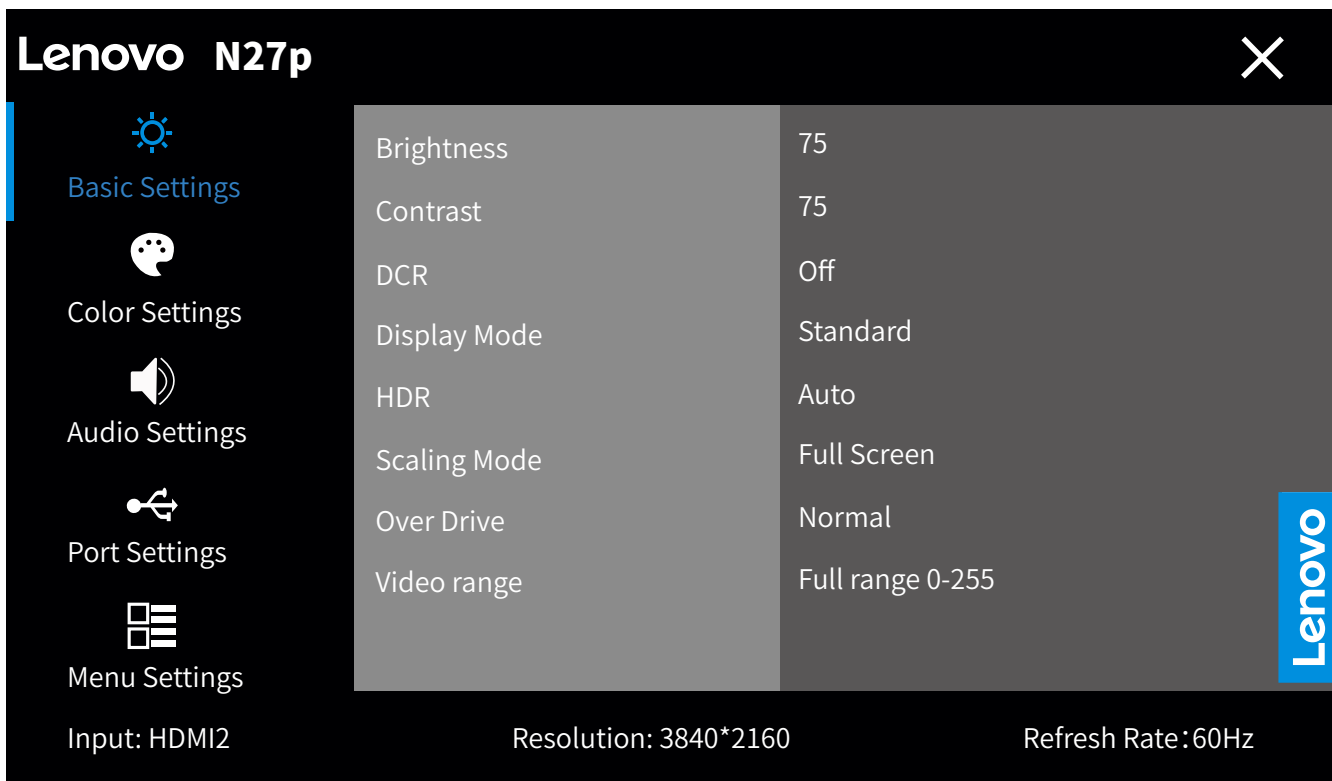 Lenovo N27p
Basic Settings
Color Settings
Audio Settings
Port Settings
Menu Settings
Brightness 75
Contrast 75
DCR Off
Display Mode Standard
HDR Auto
Scaling Mode Full Screen
Over Drive Normal
Video range Full range 0-255
Lenovo
Input: HDMI2 Resolution: 3840*2160 Refresh Rate:60Hz